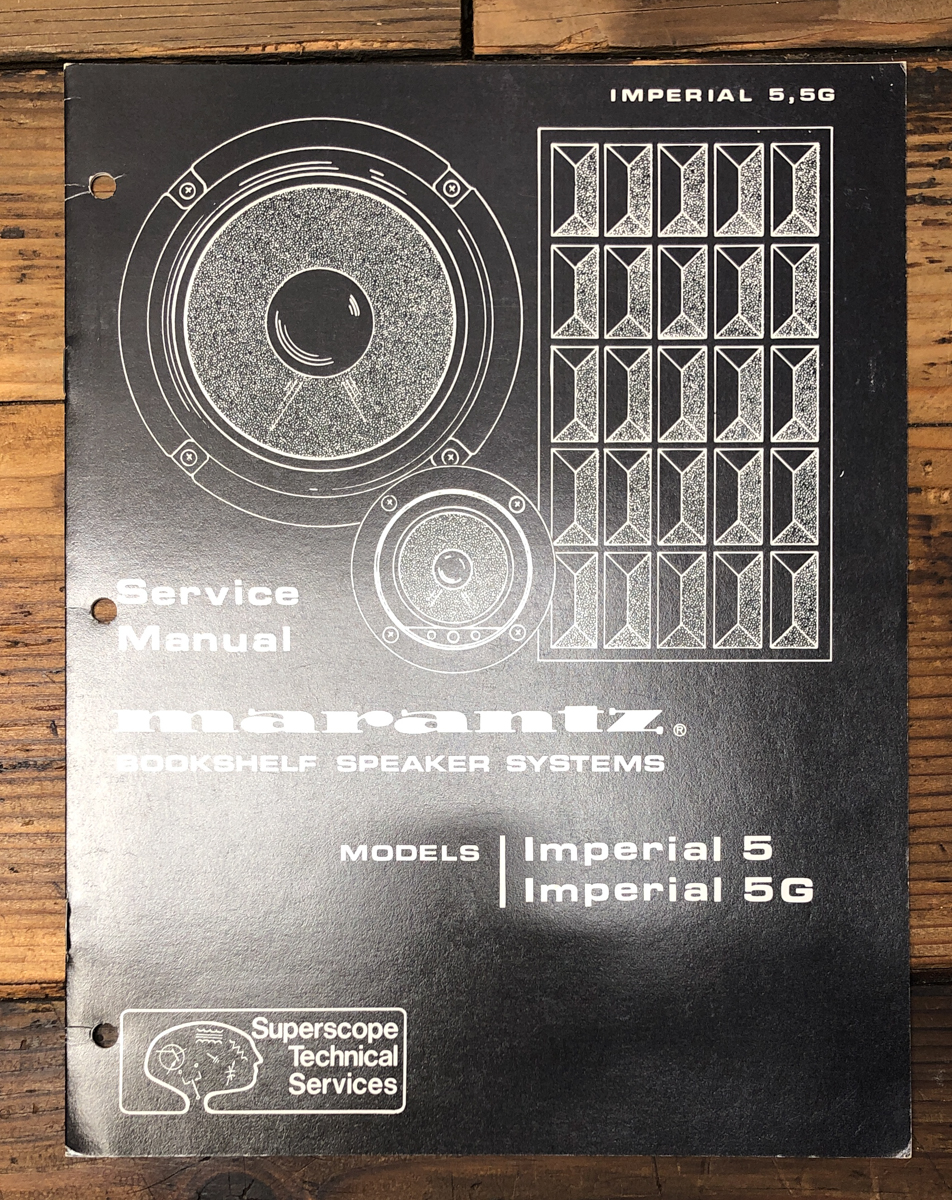 IMPERIAL 5,5G
Service
Manual
marantz®
BOOKSHELF SPEAKER SYSTEMS
MODELS
Imperial 5
Imperial 5G
Superscope
Technical
Services